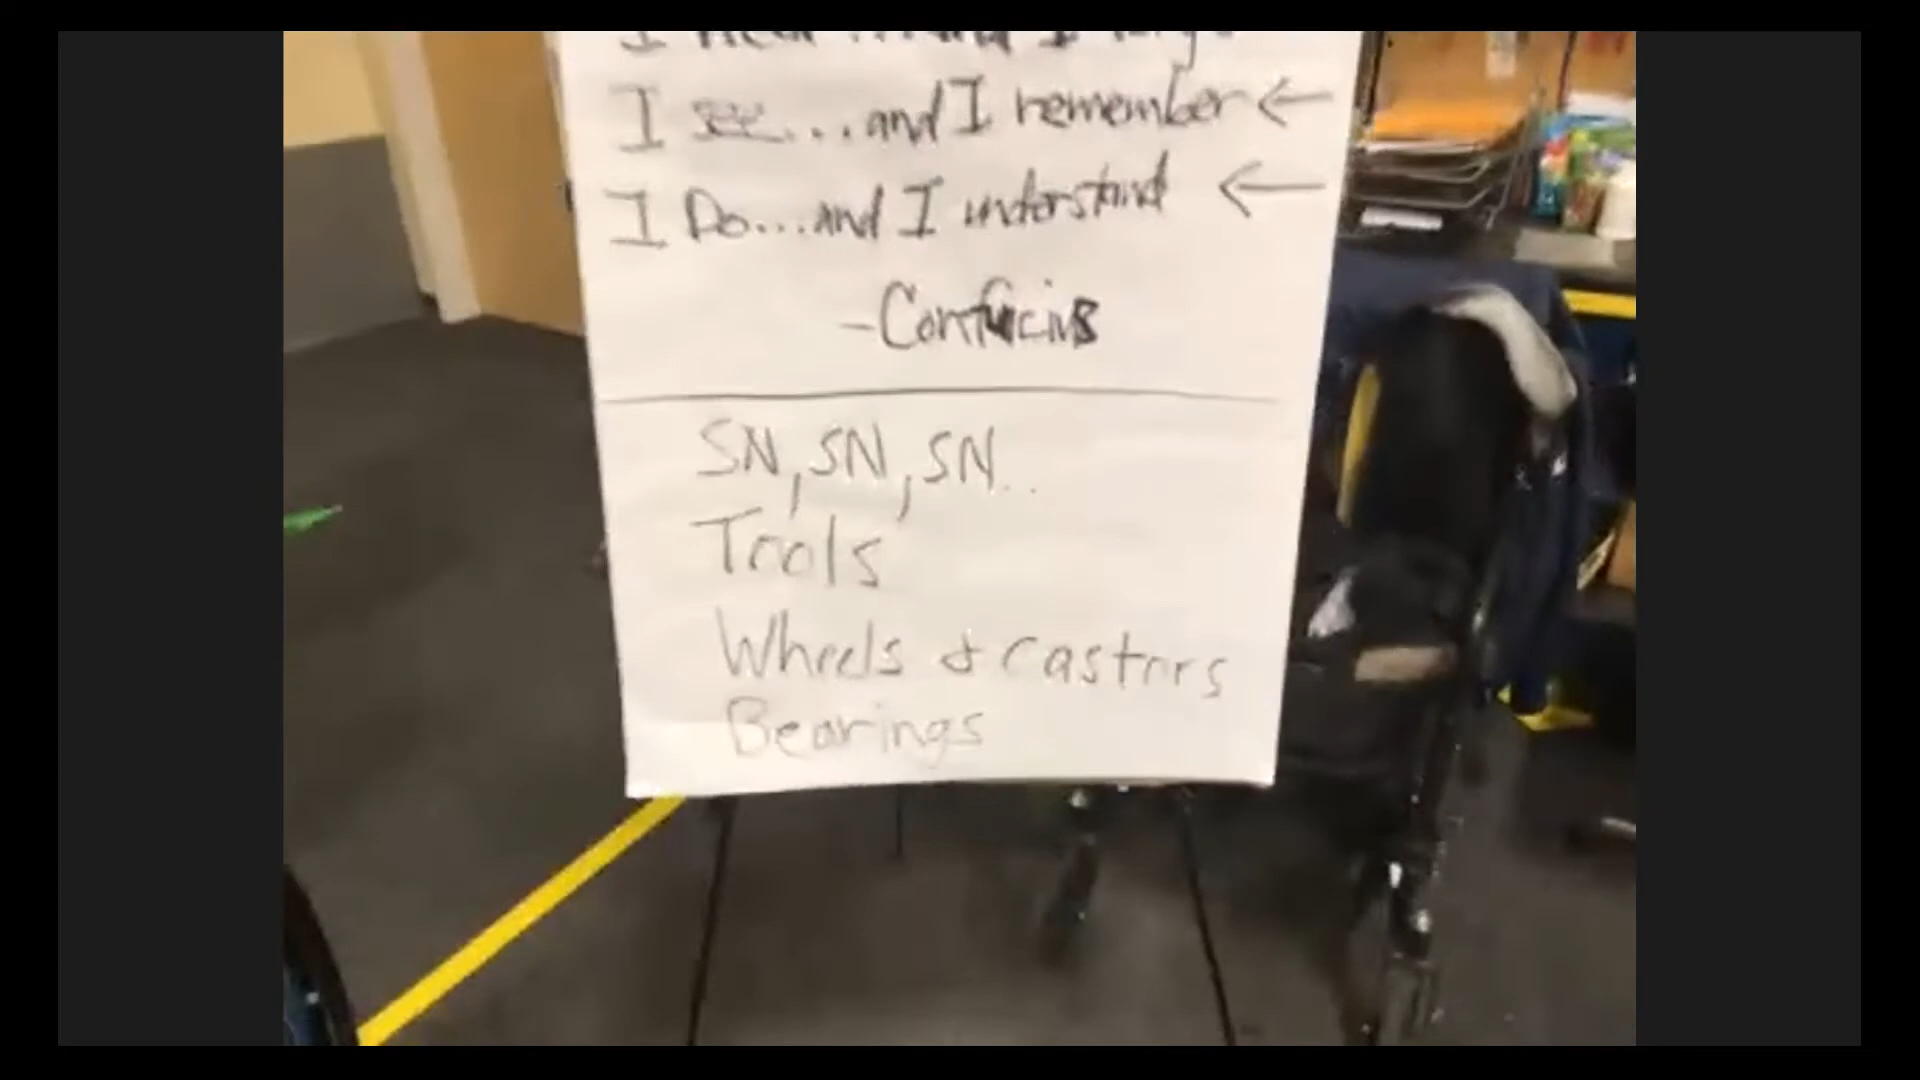 I see...and I remember ←
I Do...and I understand ←
-Confucius
SN, SN, SN..
Tools
Wheels & castors
Bearings